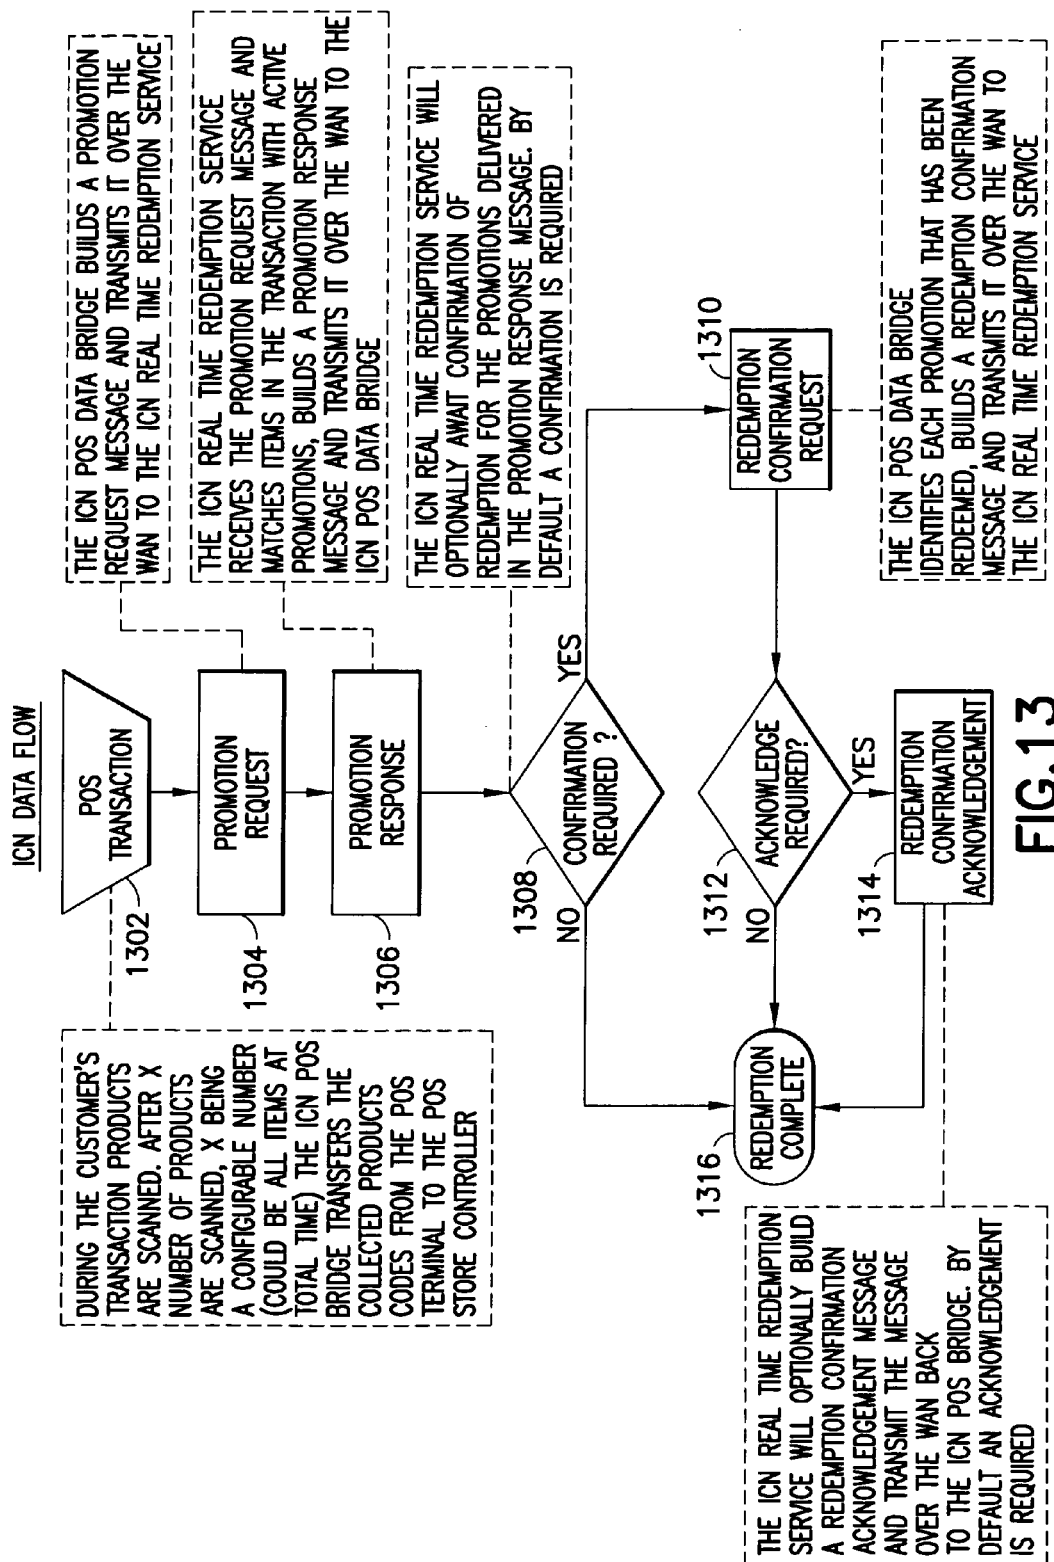 ICN DATA FLOW
DURING THE CUSTOMER'S
TRANSACTION PRODUCTS
ARE SCANNED. AFTER X
NUMBER OF PRODUCTS
ARE SCANNED, X BEING
A CONFIGURABLE NUMBER
(COULD BE ALL ITEMS AT
TOTAL TIME) THE ICN POS
BRIDGE TRANSFERS THE
COLLECTED PRODUCTS
CODES FROM THE POS
TERMINAL TO THE POS
STORE CONTROLLER
POS
TRANSACTION
1302
THE ICN POS DATA BRIDGE BUILDS A PROMOTION
REQUEST MESSAGE AND TRANSMITS IT OVER THE
WAN TO THE ICN REAL TIME REDEMPTION SERVICE
PROMOTION
REQUEST
1304
THE ICN REAL TIME REDEMPTION SERVICE
RECEIVES THE PROMOTION REQUEST MESSAGE AND
MATCHES ITEMS IN THE TRANSACTION WITH ACTIVE
PROMOTIONS, BUILDS A PROMOTION RESPONSE
MESSAGE AND TRANSMITS IT OVER THE WAN TO THE
ICN POS DATA BRIDGE
PROMOTION
RESPONSE
1306
THE ICN REAL TIME REDEMPTION SERVICE WILL
OPTIONALLY AWAIT CONFIRMATION OF
REDEMPTION FOR THE PROMOTIONS DELIVERED
IN THE PROMOTION RESPONSE MESSAGE. BY
DEFAULT A CONFIRMATION IS REQUIRED
1308
CONFIRMATION
REQUIRED ?
NO
YES
1310
REDEMPTION
CONFIRMATION
REQUEST
1312
ACKNOWLEDGE
REQUIRED?
NO
YES
1316
REDEMPTION
COMPLETE
1314
REDEMPTION
CONFIRMATION
ACKNOWLEDGEMENT
THE ICN REAL TIME REDEMPTION
SERVICE WILL OPTIONALLY BUILD
A REDEMPTION CONFIRMATION
ACKNOWLEDGEMENT MESSAGE
AND TRANSMIT THE MESSAGE
OVER THE WAN BACK
TO THE ICN POS BRIDGE. BY
DEFAULT AN ACKNOWLEDGEMENT
IS REQUIRED
THE ICN POS DATA BRIDGE
IDENTIFIES EACH PROMOTION THAT HAS BEEN
REDEEMED, BUILDS A REDEMPTION CONFIRMATION
MESSAGE AND TRANSMITS IT OVER THE WAN TO
THE ICN REAL TIME REDEMPTION SERVICE
FIG.13